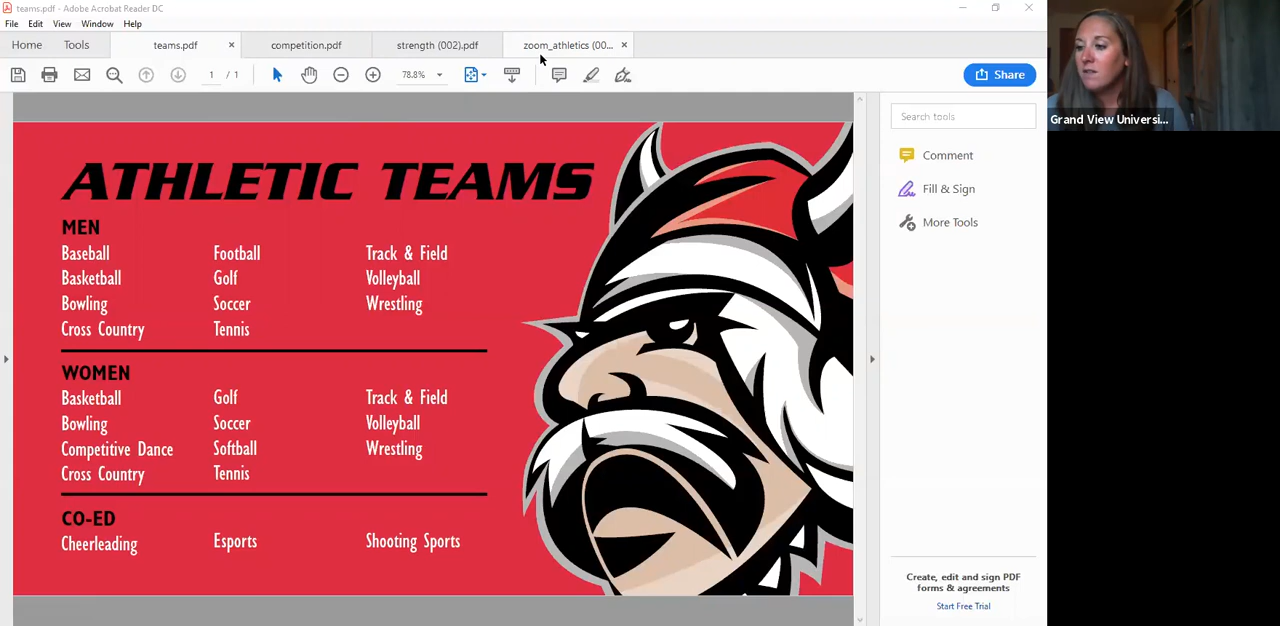 teams.pdf - Adobe Acrobat Reader DC
File Edit View Window Help
Home Tools teams.pdf × competition.pdf strength (002).pdf zoom_athletics (00... ×
1 / 1 78.8% Share
ATHLETIC TEAMS
MEN
Baseball Football Track & Field
Basketball Golf Volleyball
Bowling Soccer Wrestling
Cross Country Tennis
WOMEN
Basketball Golf Track & Field
Bowling Soccer Volleyball
Competitive Dance Softball Wrestling
Cross Country Tennis
CO-ED
Cheerleading Esports Shooting Sports
Search tools
Comment
Fill & Sign
More Tools
Create, edit and sign PDF
forms & agreements
Start Free Trial
Grand View Universi...